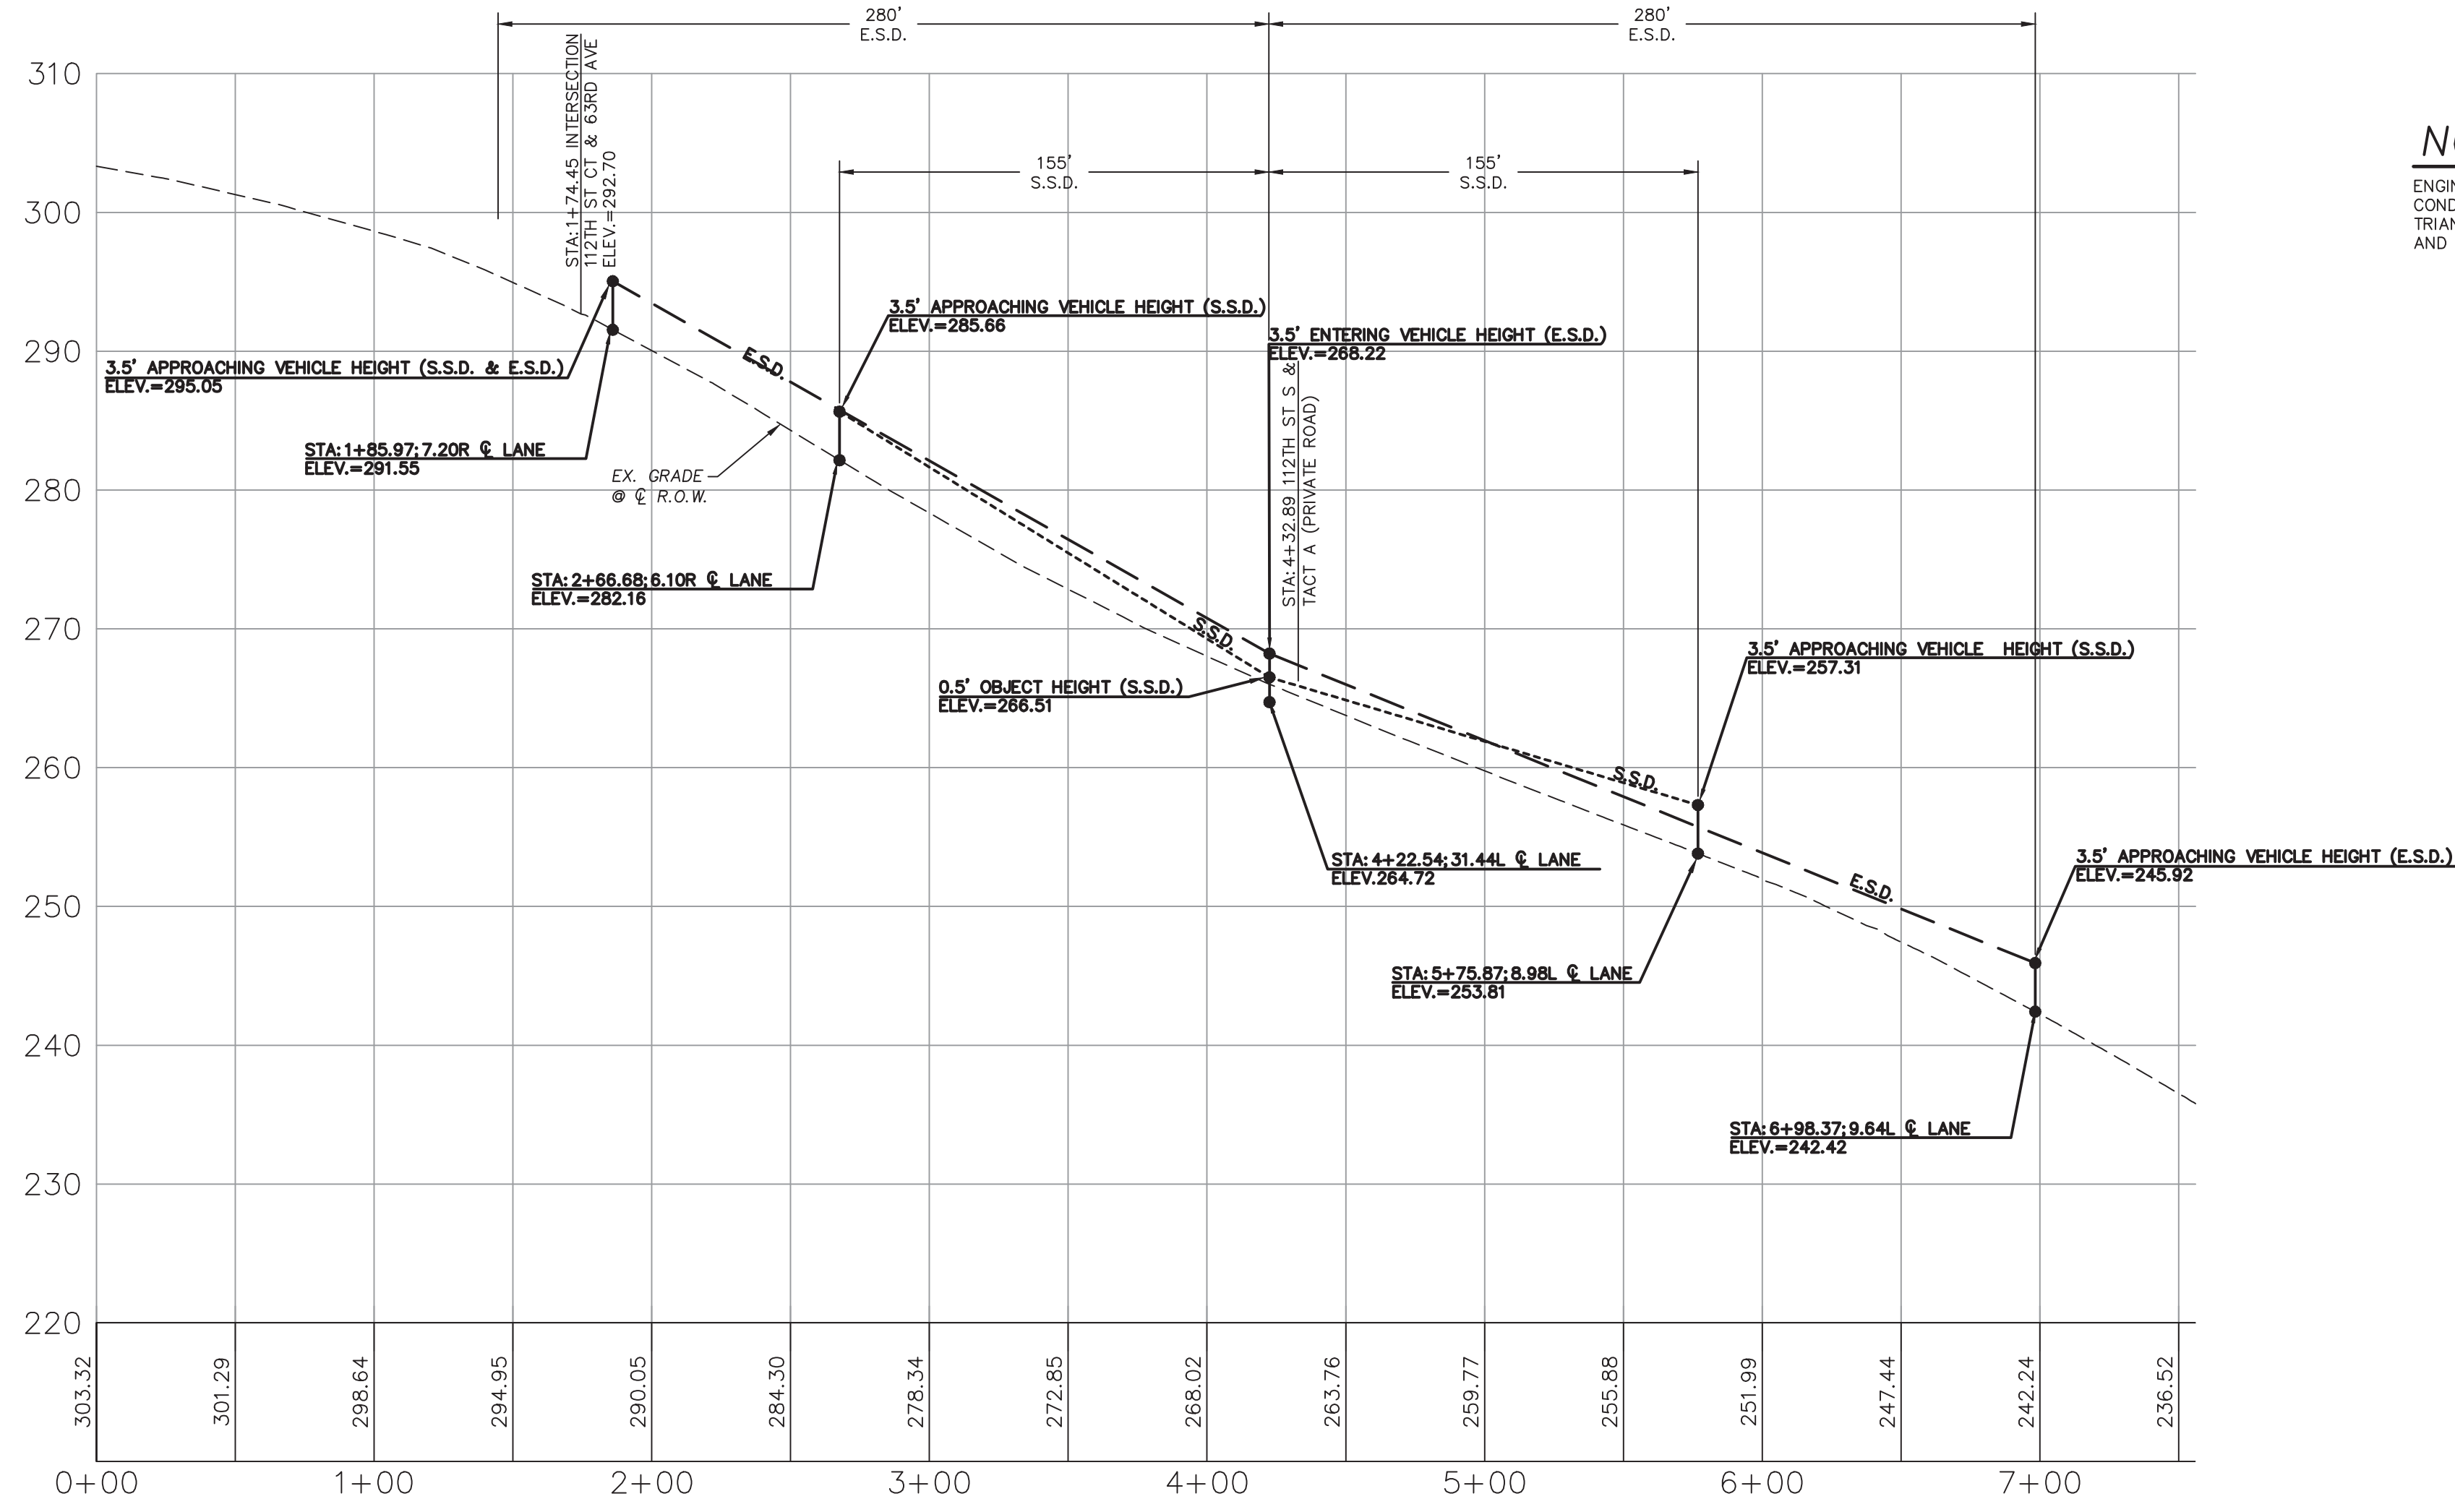 280'
E.S.D.
280'
E.S.D.
310
300
290
280
270
260
250
240
230
220
STA:1+74.45 INTERSECTION
112TH ST CT & 63RD AVE
ELEV.=292.70
155'
S.S.D.
155'
S.S.D.
ENGIN
COND
TRIAN
AND
3.5' APPROACHING VEHICLE HEIGHT (S.S.D.)
ELEV.=285.66
3.5' ENTERING VEHICLE HEIGHT (E.S.D.)
ELEV.=268.22
E.S.D.
3.5' APPROACHING VEHICLE HEIGHT (S.S.D. & E.S.D.)
ELEV.=295.05
STA:4+32.89 112TH ST S &
TACT A (PRIVATE ROAD)
STA:1+85.97;7.20R ℄ LANE
ELEV.=291.55
EX. GRADE
@ ℄ R.O.W.
STA:2+66.68;6.10R ℄ LANE
ELEV.=282.16
S.S.D.
3.5' APPROACHING VEHICLE HEIGHT (S.S.D.)
ELEV.=257.31
0.5' OBJECT HEIGHT (S.S.D.)
ELEV.=266.51
S.S.D.
STA:4+22.54;31.44L ℄ LANE
ELEV.264.72
3.5' APPROACHING VEHICLE HEIGHT (E.S.D.)
ELEV.=245.92
E.S.D.
STA:5+75.87;8.98L ℄ LANE
ELEV.=253.81
STA:6+98.37;9.64L ℄ LANE
ELEV.=242.42
303.32
301.29
298.64
294.95
290.05
284.30
278.34
272.85
268.02
263.76
259.77
255.88
251.99
247.44
242.24
236.52
0+00
1+00
2+00
3+00
4+00
5+00
6+00
7+00